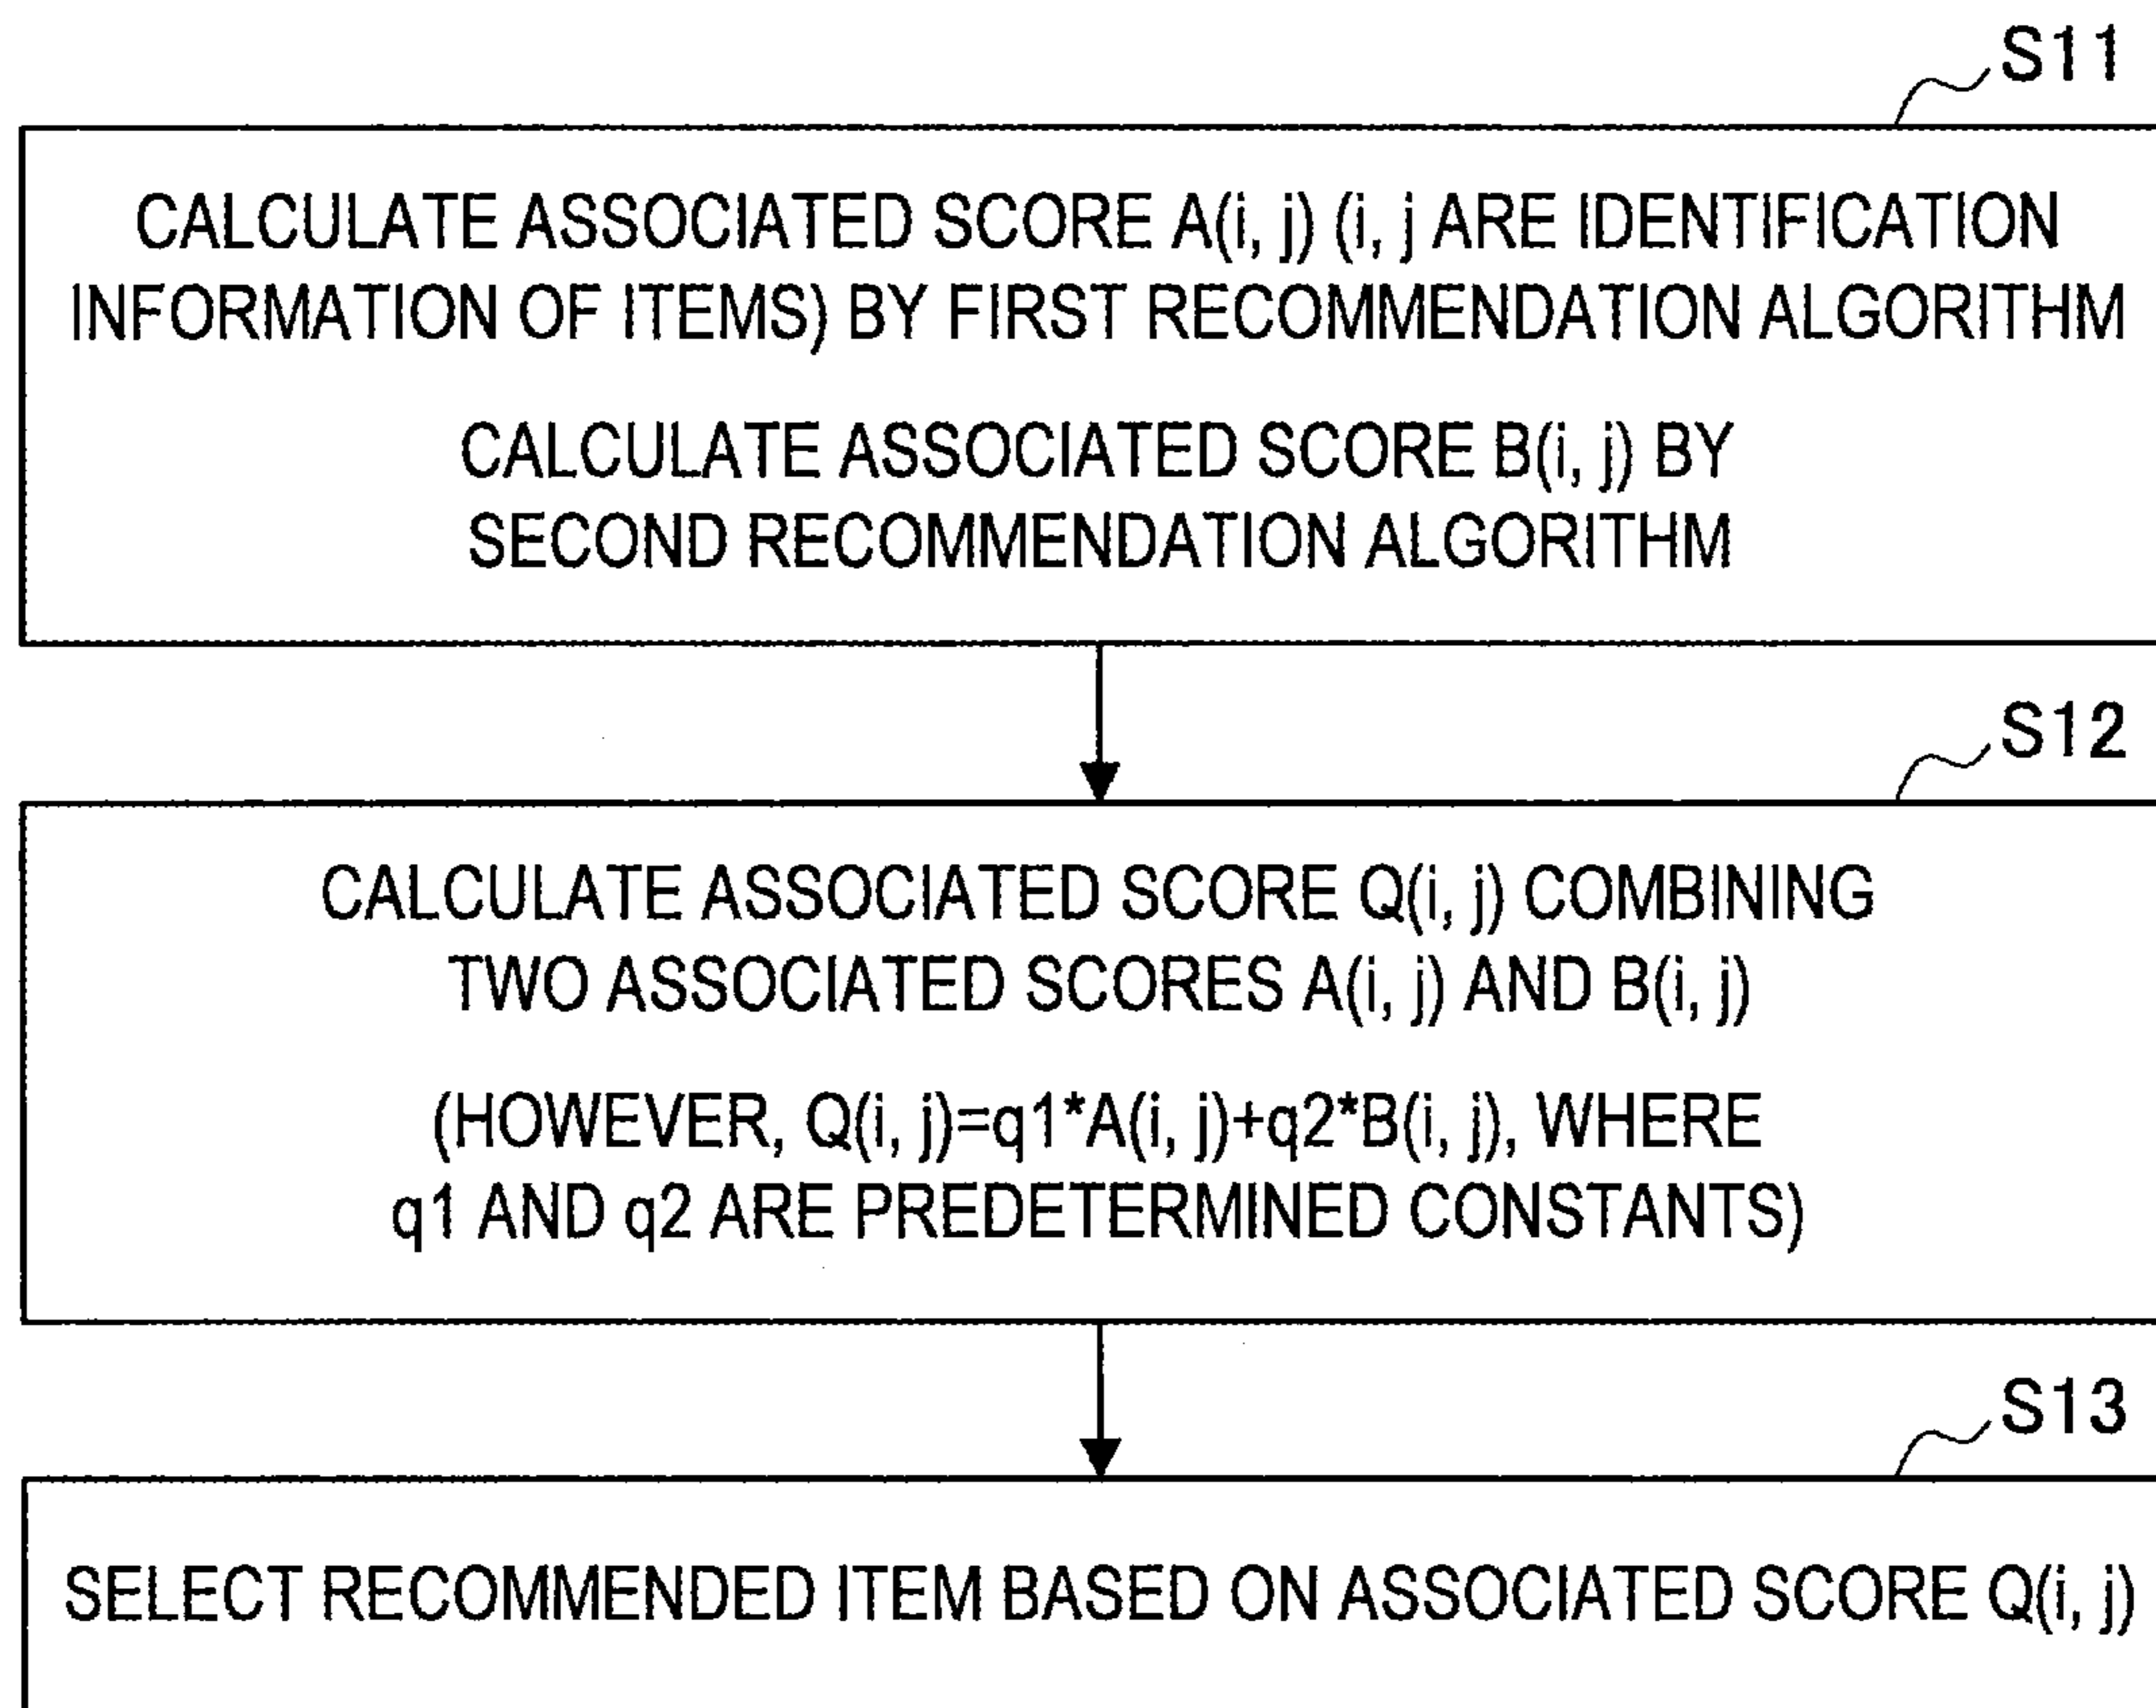 S11
CALCULATE ASSOCIATED SCORE A(i, j) (i, j ARE IDENTIFICATION
INFORMATION OF ITEMS) BY FIRST RECOMMENDATION ALGORITHM
CALCULATE ASSOCIATED SCORE B(i, j) BY
SECOND RECOMMENDATION ALGORITHM
S12
CALCULATE ASSOCIATED SCORE Q(i, j) COMBINING
TWO ASSOCIATED SCORES A(i, j) AND B(i, j)
(HOWEVER, Q(i, j)=q1*A(i, j)+q2*B(i, j), WHERE
q1 AND q2 ARE PREDETERMINED CONSTANTS)
S13
SELECT RECOMMENDED ITEM BASED ON ASSOCIATED SCORE Q(i, j)